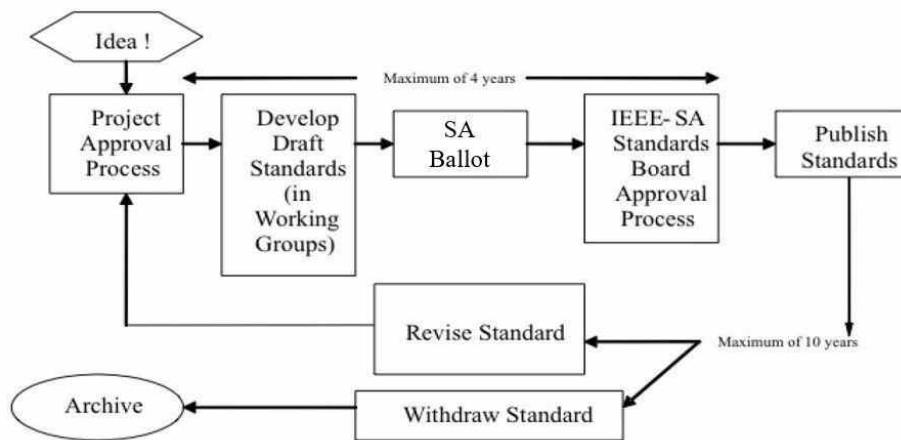 Idea !
Maximum of 4 years
Project
Approval
Process
Develop
Draft
Standards
(in
Working
Groups)
SA
Ballot
IEEE- SA
Standards
Board
Approval
Process
Publish
Standards
Revise Standard
Maximum of 10 years
Archive
Withdraw Standard